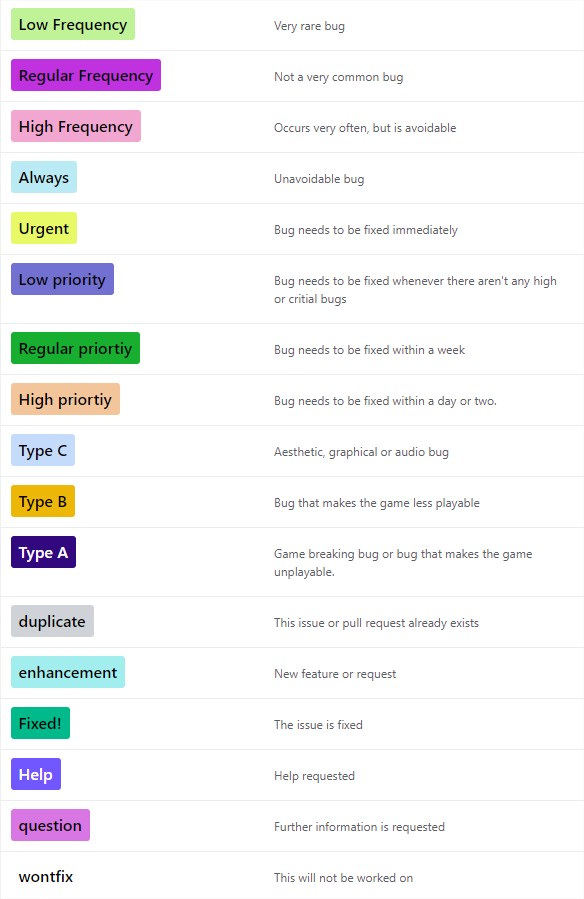 Low Frequency
Very rare bug
Regular Frequency
Not a very common bug
High Frequency
Occurs very often, but is avoidable
Always
Unavoidable bug
Urgent
Bug needs to be fixed immediately
Low priority
Bug needs to be fixed whenever there aren't any high
or critial bugs
Regular priortiy
Bug needs to be fixed within a week
High priortiy
Bug needs to be fixed within a day or two.
Type C
Aesthetic, graphical or audio bug
Type B
Bug that makes the game less playable
Type A
Game breaking bug or bug that makes the game
unplayable.
duplicate
This issue or pull request already exists
enhancement
New feature or request
Fixed!
The issue is fixed
Help
Help requested
question
Further information is requested
wontfix
This will not be worked on